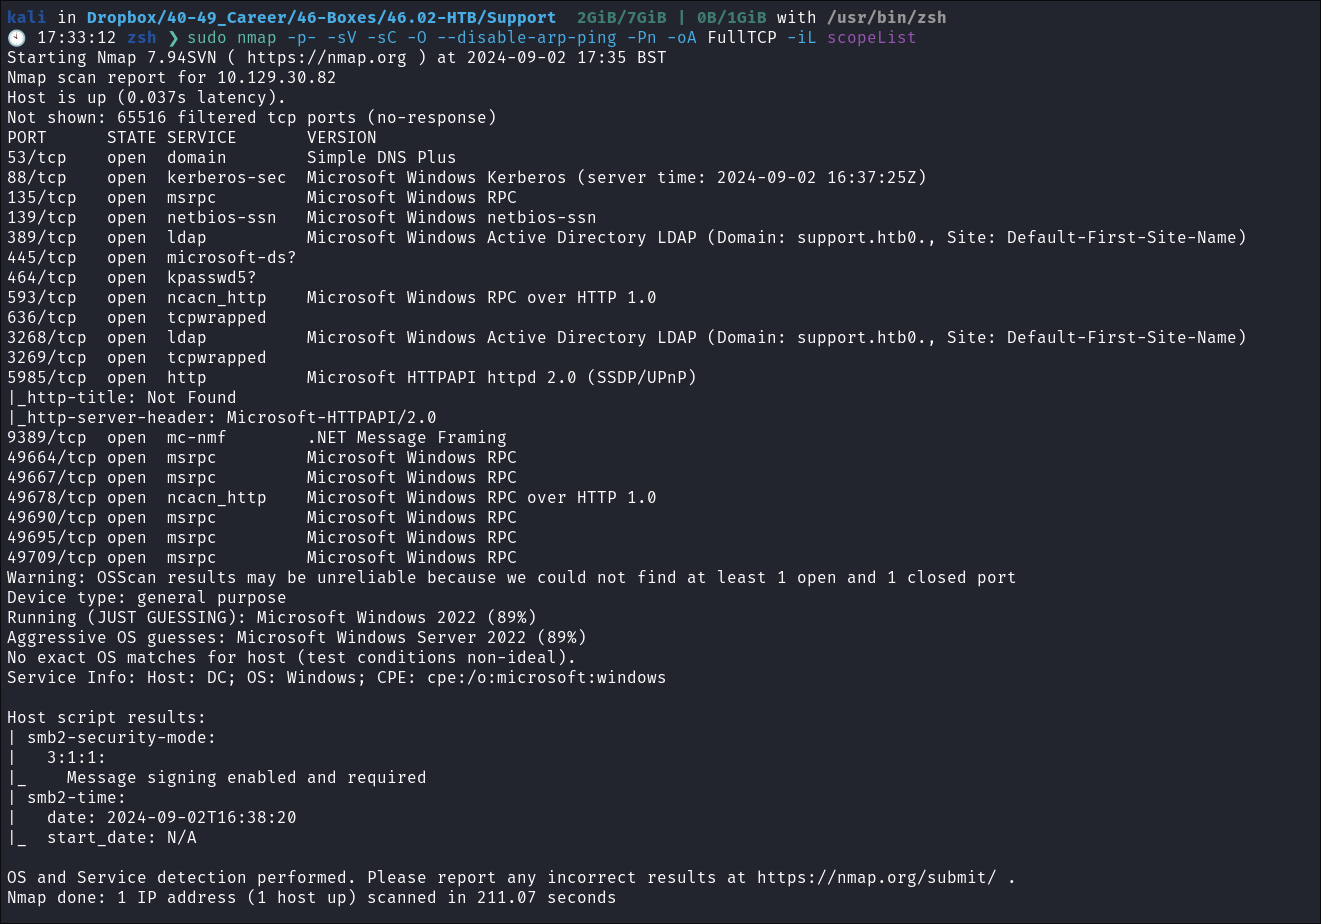 kali in Dropbox/40-49_Career/46-Boxes/46.02-HTB/Support  2GiB/7GiB | 0B/1GiB with /usr/bin/zsh
🕙 17:33:12 zsh ❯ sudo nmap -p- -sV -sC -O --disable-arp-ping -Pn -oA FullTCP -iL scopeList
Starting Nmap 7.94SVN ( https://nmap.org ) at 2024-09-02 17:35 BST
Nmap scan report for 10.129.30.82
Host is up (0.037s latency).
Not shown: 65516 filtered tcp ports (no-response)
PORT      STATE SERVICE       VERSION
53/tcp    open  domain        Simple DNS Plus
88/tcp    open  kerberos-sec  Microsoft Windows Kerberos (server time: 2024-09-02 16:37:25Z)
135/tcp   open  msrpc         Microsoft Windows RPC
139/tcp   open  netbios-ssn   Microsoft Windows netbios-ssn
389/tcp   open  ldap          Microsoft Windows Active Directory LDAP (Domain: support.htb0., Site: Default-First-Site-Name)
445/tcp   open  microsoft-ds?
464/tcp   open  kpasswd5?
593/tcp   open  ncacn_http    Microsoft Windows RPC over HTTP 1.0
636/tcp   open  tcpwrapped
3268/tcp  open  ldap          Microsoft Windows Active Directory LDAP (Domain: support.htb0., Site: Default-First-Site-Name)
3269/tcp  open  tcpwrapped
5985/tcp  open  http          Microsoft HTTPAPI httpd 2.0 (SSDP/UPnP)
|_http-title: Not Found
|_http-server-header: Microsoft-HTTPAPI/2.0
9389/tcp  open  mc-nmf        .NET Message Framing
49664/tcp open  msrpc         Microsoft Windows RPC
49667/tcp open  msrpc         Microsoft Windows RPC
49678/tcp open  ncacn_http    Microsoft Windows RPC over HTTP 1.0
49690/tcp open  msrpc         Microsoft Windows RPC
49695/tcp open  msrpc         Microsoft Windows RPC
49709/tcp open  msrpc         Microsoft Windows RPC
Warning: OSScan results may be unreliable because we could not find at least 1 open and 1 closed port
Device type: general purpose
Running (JUST GUESSING): Microsoft Windows 2022 (89%)
Aggressive OS guesses: Microsoft Windows Server 2022 (89%)
No exact OS matches for host (test conditions non-ideal).
Service Info: Host: DC; OS: Windows; CPE: cpe:/o:microsoft:windows

Host script results:
| smb2-security-mode:
|   3:1:1:
|_    Message signing enabled and required
| smb2-time:
|   date: 2024-09-02T16:38:20
|_  start_date: N/A

OS and Service detection performed. Please report any incorrect results at https://nmap.org/submit/ .
Nmap done: 1 IP address (1 host up) scanned in 211.07 seconds